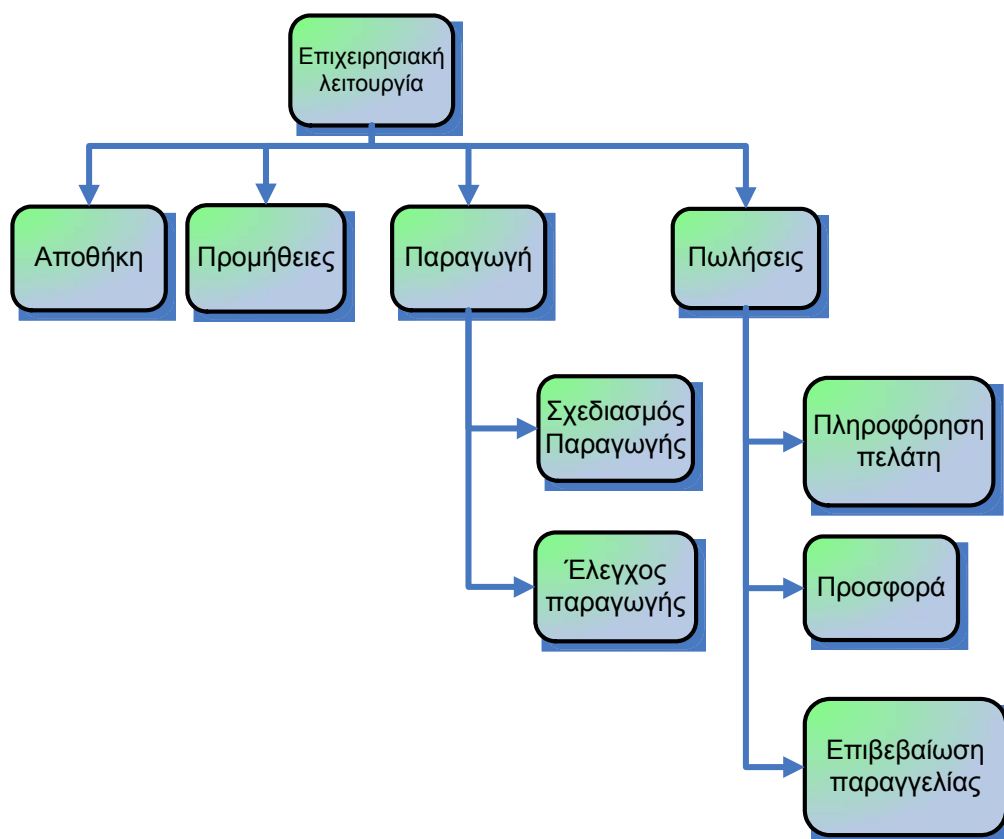 Επιχειρησιακή
λειτουργία
Αποθήκη
Προμήθειες
Παραγωγή
Πωλήσεις
Σχεδιασμός
Παραγωγής
Πληροφόρηση
πελάτη
Έλεγχος
παραγωγής
Προσφορά
Επιβεβαίωση
παραγγελίας